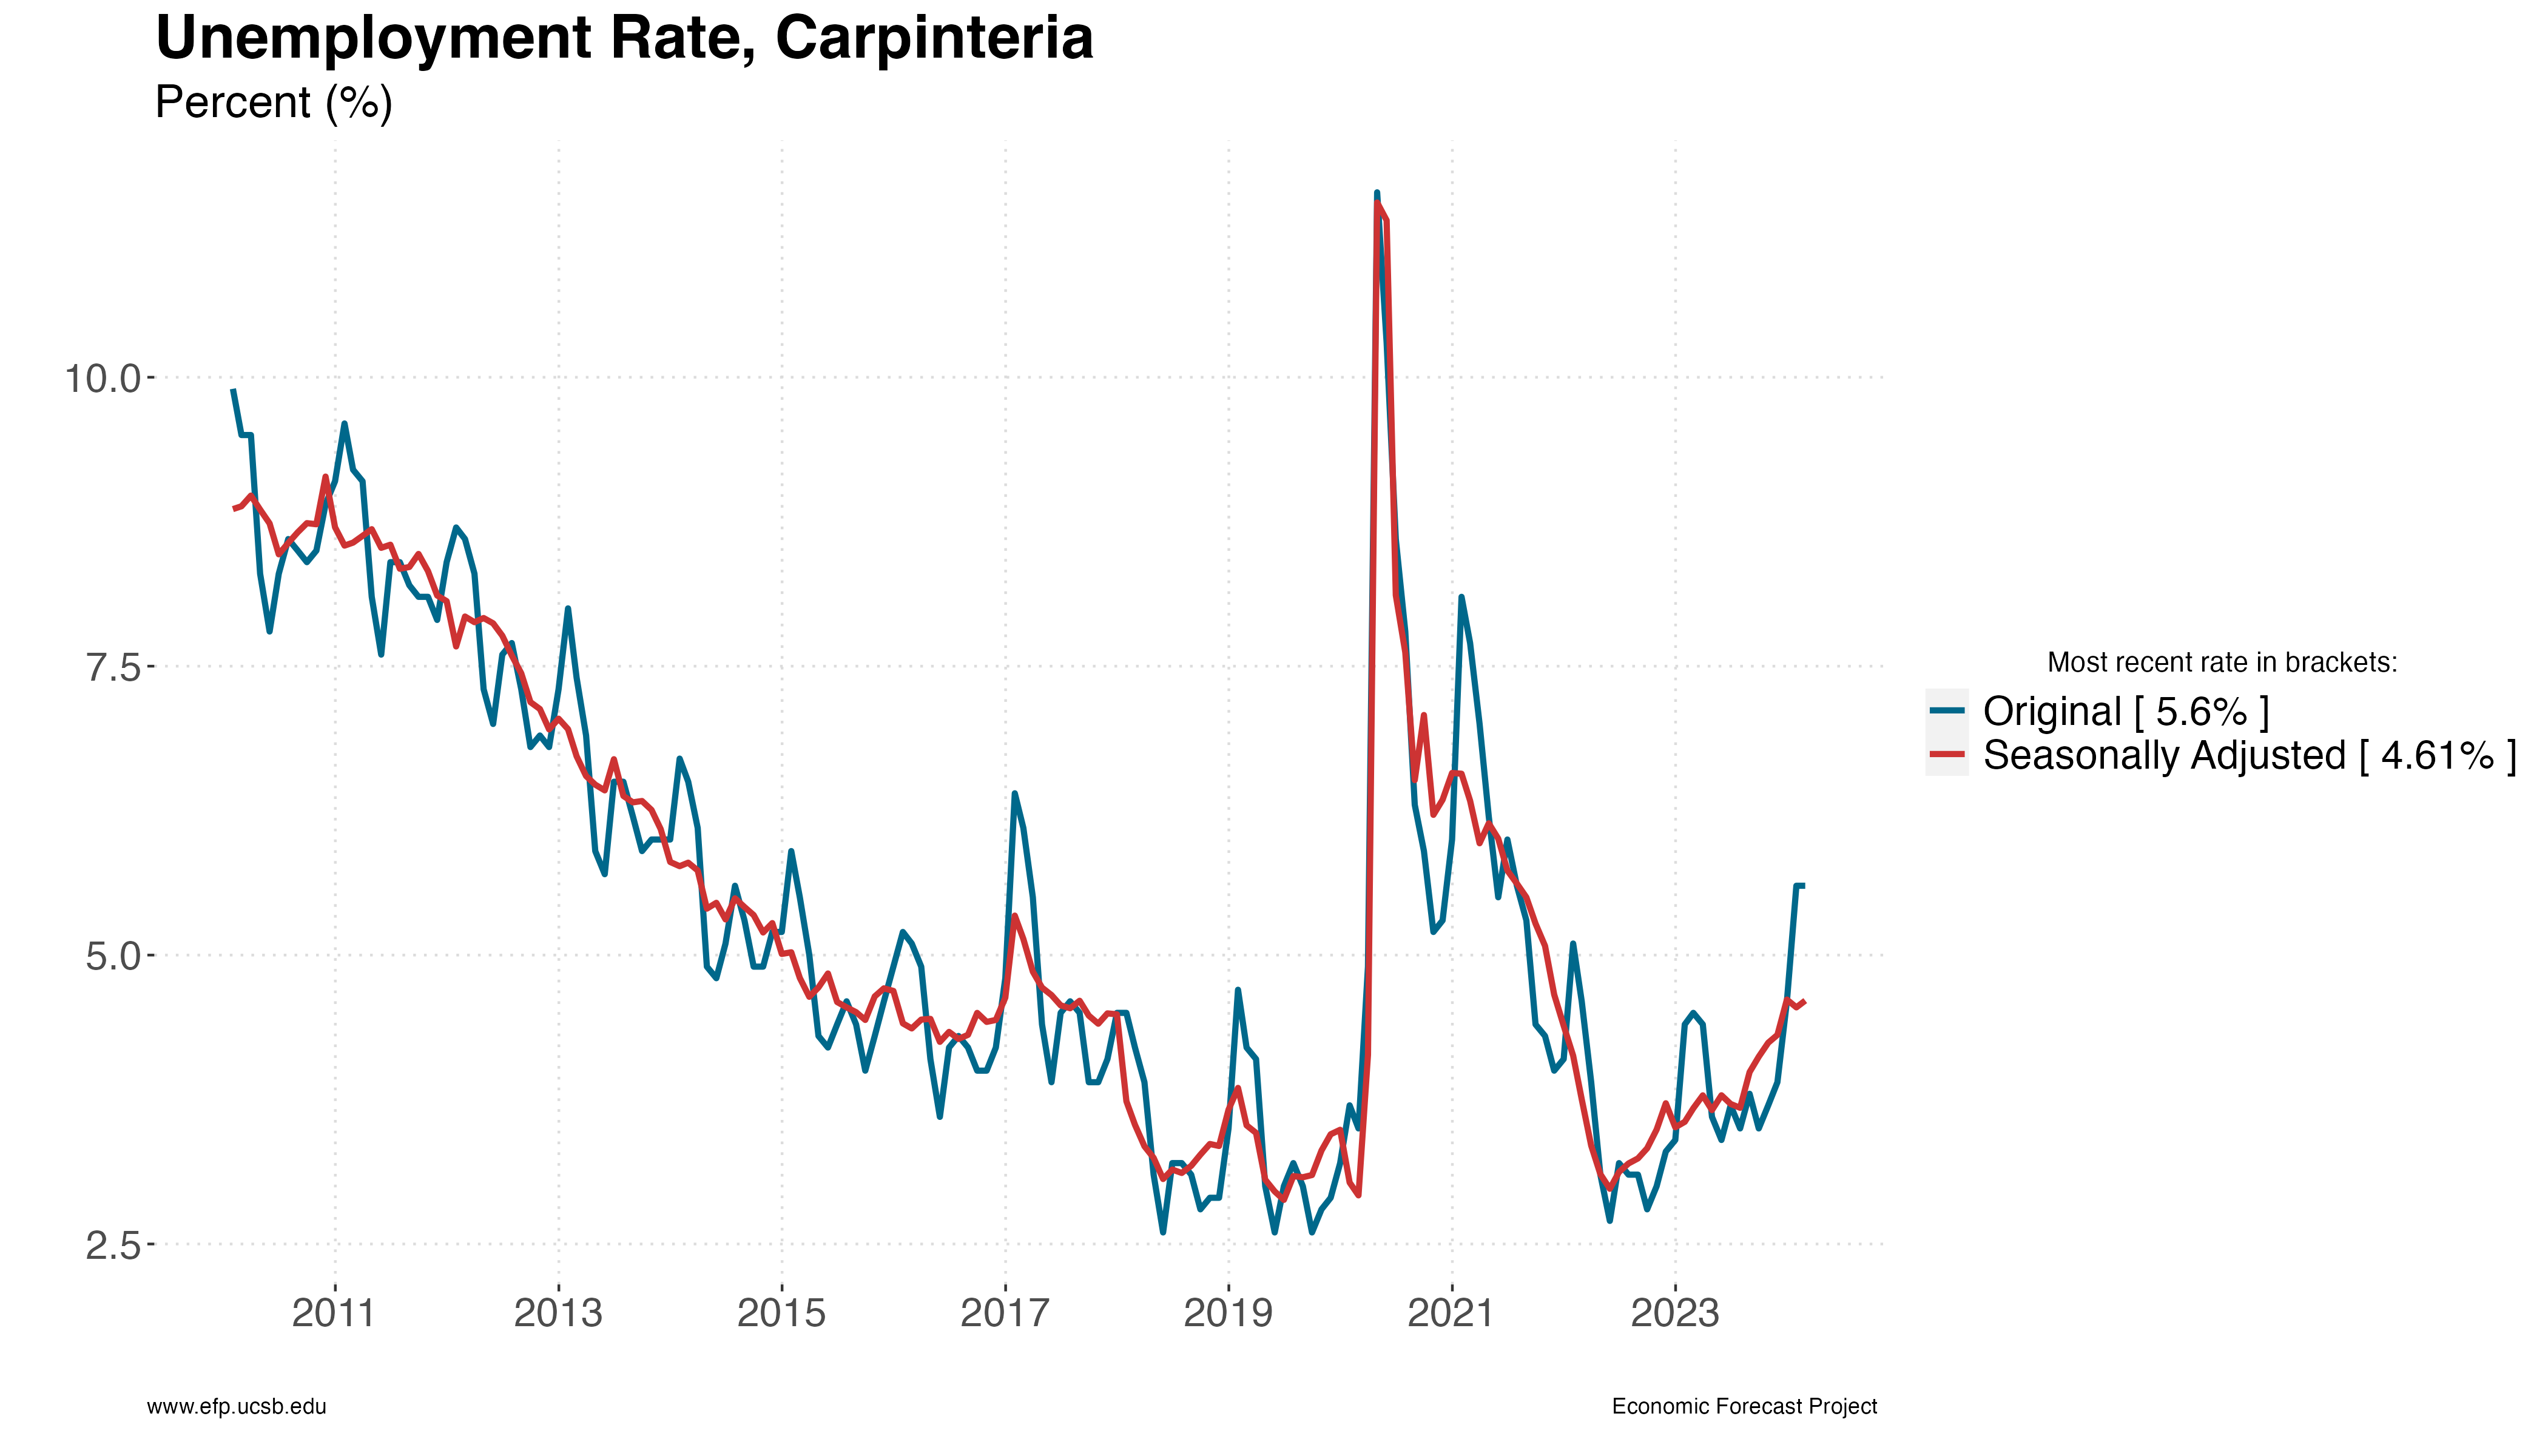 Unemployment Rate, Carpinteria
Percent (%)
10.0
7.5
5.0
2.5
2011
2013
2015
2017
2019
2021
2023
Most recent rate in brackets:
Original [ 5.6% ]
Seasonally Adjusted [ 4.61% ]
www.efp.ucsb.edu
Economic Forecast Project